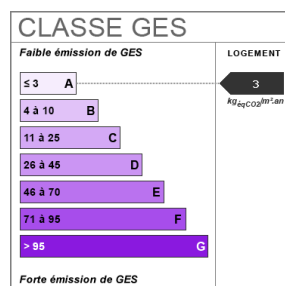 CLASSE GES
Faible émission de GES
LOGEMENT
≤ 3 A
3
kgéqCO2/m².an
4 à 10 B
11 à 25 C
26 à 45 D
46 à 70 E
71 à 95 F
> 95 G
Forte émission de GES